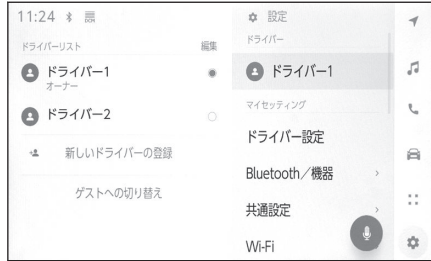 11:24
設定
ドライバーリスト
編集
ドライバー
ドライバー1
オーナー
ドライバー1
ドライバー2
マイセッティング
新しいドライバーの登録
ドライバー設定
ゲストへの切り替え
Bluetooth／機器
共通設定
Wi-Fi